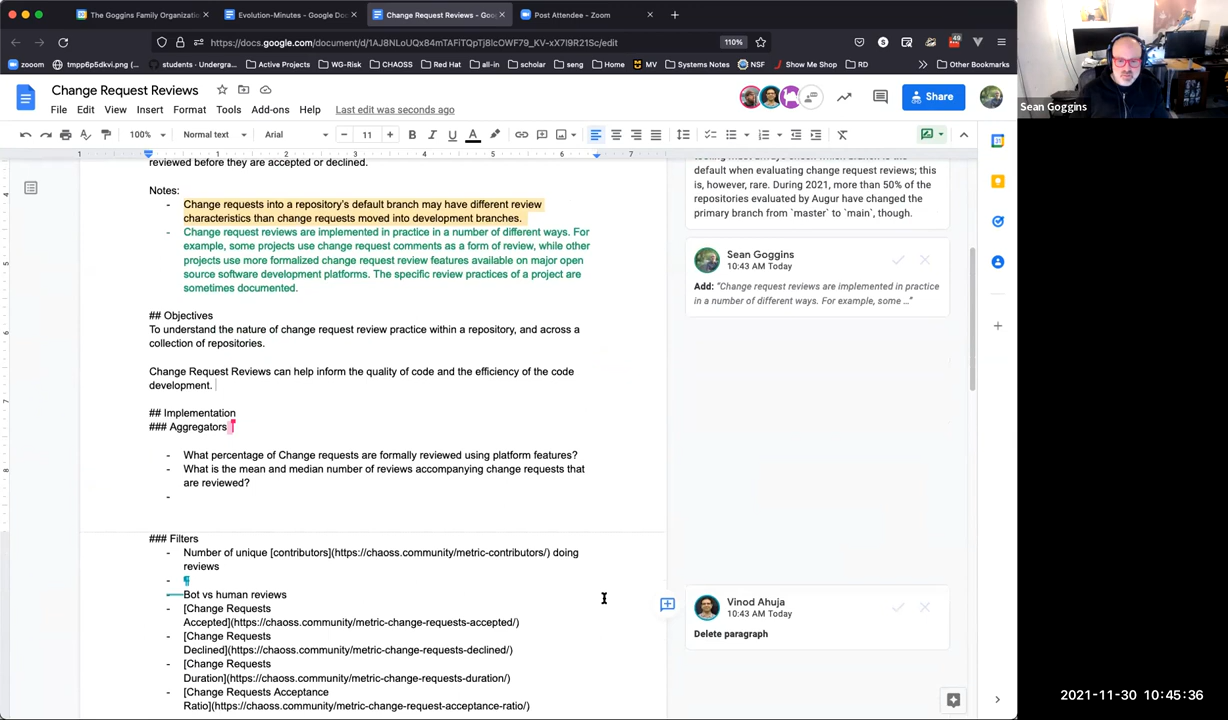 The Goggins Family Organizatio
Evolution-Minutes - Google Do
Change Request Reviews - Goo
Post Attendee - Zoom
https://docs.google.com/document/d/1AJ8NLoUQx84mTAFiTQpTj8lcOWF79_KV-xX7I9R21Sc/edit
110%
49
zooom
tmpp6p5dkvpi.png (...
students · Undergra...
Active Projects
WG-Risk
CHAOSS
Red Hat
all-in
scholar
seng
Home
MV
Systems Notes
NSF
Show Me Shop
RD
Other Bookmarks
Change Request Reviews
File Edit View Insert Format Tools Add-ons Help Last edit was seconds ago
Share
Sean Goggins
100% Normal text Arial 11
1 1 2 3 4 5 6 7
reviewed before they are accepted or declined.
Notes:
- Change requests into a repository's default branch may have different review
characteristics than change requests moved into development branches.
- Change request reviews are implemented in practice in a number of different ways. For
example, some projects use change request comments as a form of review, while other
projects use more formalized change request review features available on major open
source software development platforms. The specific review practices of a project are
sometimes documented.
## Objectives
To understand the nature of change request review practice within a repository, and across a
collection of repositories.
Change Request Reviews can help inform the quality of code and the efficiency of the code
development.
## Implementation
### Aggregators
- What percentage of Change requests are formally reviewed using platform features?
- What is the mean and median number of reviews accompanying change requests that
are reviewed?
-
### Filters
- Number of unique [contributors](https://chaoss.community/metric-contributors/) doing
reviews
- ¶
- Bot vs human reviews
- [Change Requests
Accepted](https://chaoss.community/metric-change-requests-accepted/)
- [Change Requests
Declined](https://chaoss.community/metric-change-requests-declined/)
- [Change Requests
Duration](https://chaoss.community/metric-change-requests-duration/)
- [Change Requests Acceptance
Ratio](https://chaoss.community/metric-change-request-acceptance-ratio/)
default when evaluating change request reviews; this
is, however, rare. During 2021, more than 50% of the
repositories evaluated by Augur have changed the
primary branch from `master` to `main`, though.
Sean Goggins
10:43 AM Today
Add: "Change request reviews are implemented in practice
in a number of different ways. For example, some ..."
Vinod Ahuja
10:43 AM Today
Delete paragraph
2021-11-30 10:45:36